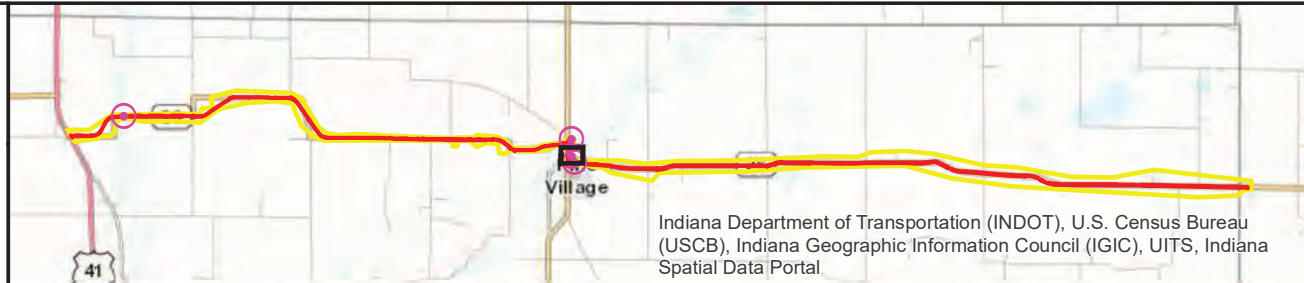 Village
Indiana Department of Transportation (INDOT), U.S. Census Bureau
(USCB), Indiana Geographic Information Council (IGIC), UITS, Indiana
Spatial Data Portal
41